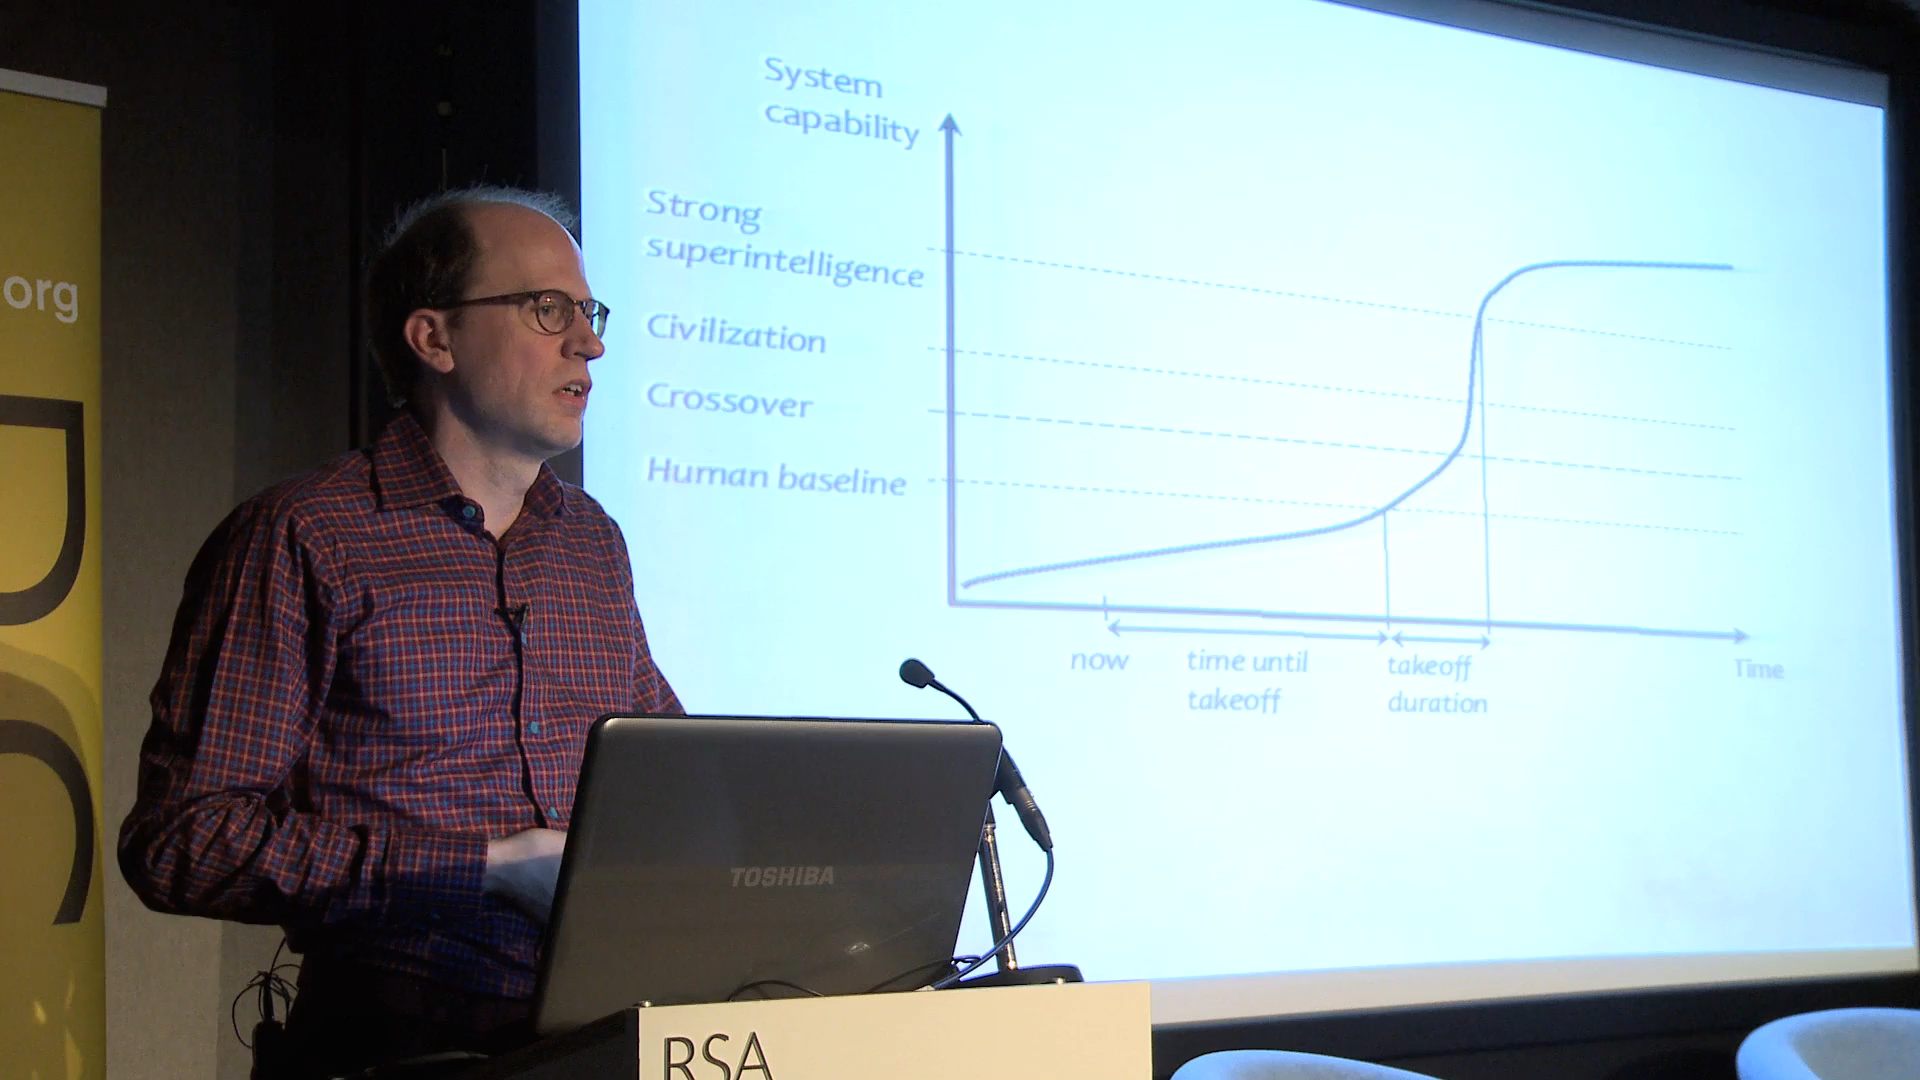 org
System
capability
Strong
superintelligence
Civilization
Crossover
Human baseline
now
time until
takeoff
takeoff
duration
Time
TOSHIBA
RSA